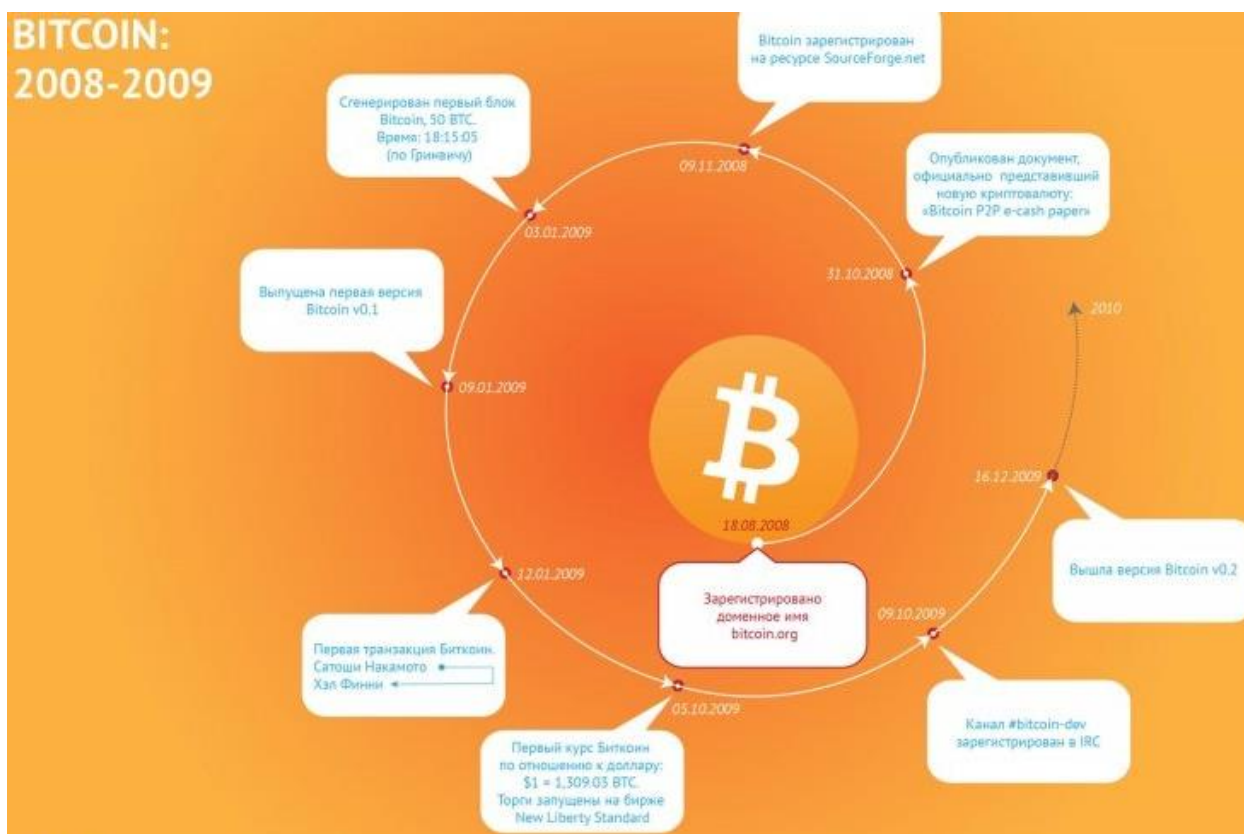 BITCOIN:
2008-2009
18.08.2008
Зарегистрировано
доменное имя
bitcoin.org
31.10.2008
Опубликован документ,
официально представивший
новую криптовалюту:
«Bitcoin P2P e-cash paper»
09.11.2008
Bitcoin зарегистрирован
на ресурсе SourceForge.net
03.01.2009
Сгенерирован первый блок
Bitcoin, 50 BTC.
Время: 18:15:05
(по Гринвичу)
09.01.2009
Выпущена первая версия
Bitcoin v0.1
12.01.2009
Первая транзакция Биткоин.
Сатоши Накамото
Хэл Финни
05.10.2009
Первый курс Биткоин
по отношению к доллару:
$1 = 1,309.03 BTC.
Торги запущены на бирже
New Liberty Standard
09.10.2009
Канал #bitcoin-dev
зарегистрирован в IRC
16.12.2009
Вышла версия Bitcoin v0.2
2010